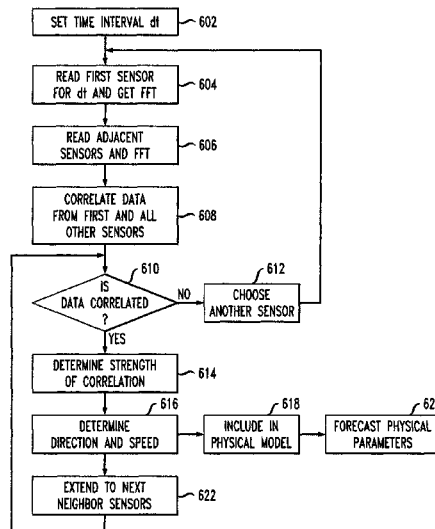 SET TIME INTERVAL dt
602
READ FIRST SENSOR
FOR dt AND GET FFT
604
READ ADJACENT
SENSORS AND FFT
606
CORRELATE DATA
FROM FIRST AND ALL
OTHER SENSORS
608
610
IS
DATA CORRELATED
?
NO
612
CHOOSE
ANOTHER SENSOR
YES
DETERMINE STRENGTH
OF CORRELATION
614
616
DETERMINE
DIRECTION AND SPEED
618
INCLUDE IN
PHYSICAL MODEL
62
FORECAST PHYSICAL
PARAMETERS
EXTEND TO NEXT
NEIGHBOR SENSORS
622